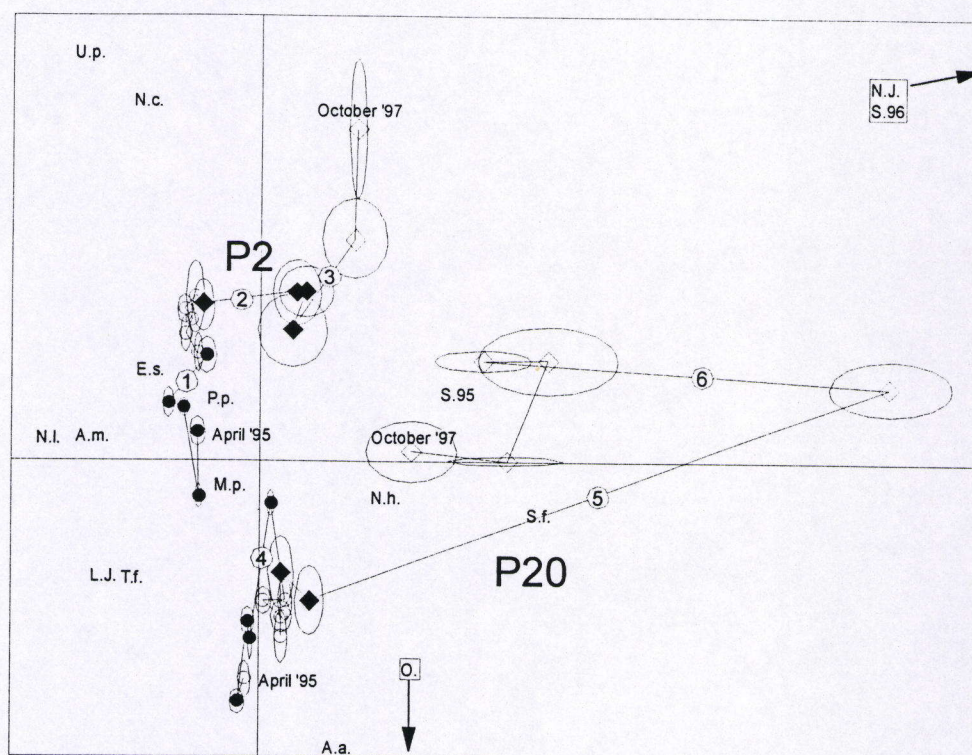 U.p.
N.c.
October '97
N.J.
S.96
P2
3
2
E.s.
1
P.p.
S.95
6
N.l.
A.m.
April '95
October '97
M.p.
N.h.
5
S.f.
4
L.J.
T.f.
P20
O.
April '95
A.a.